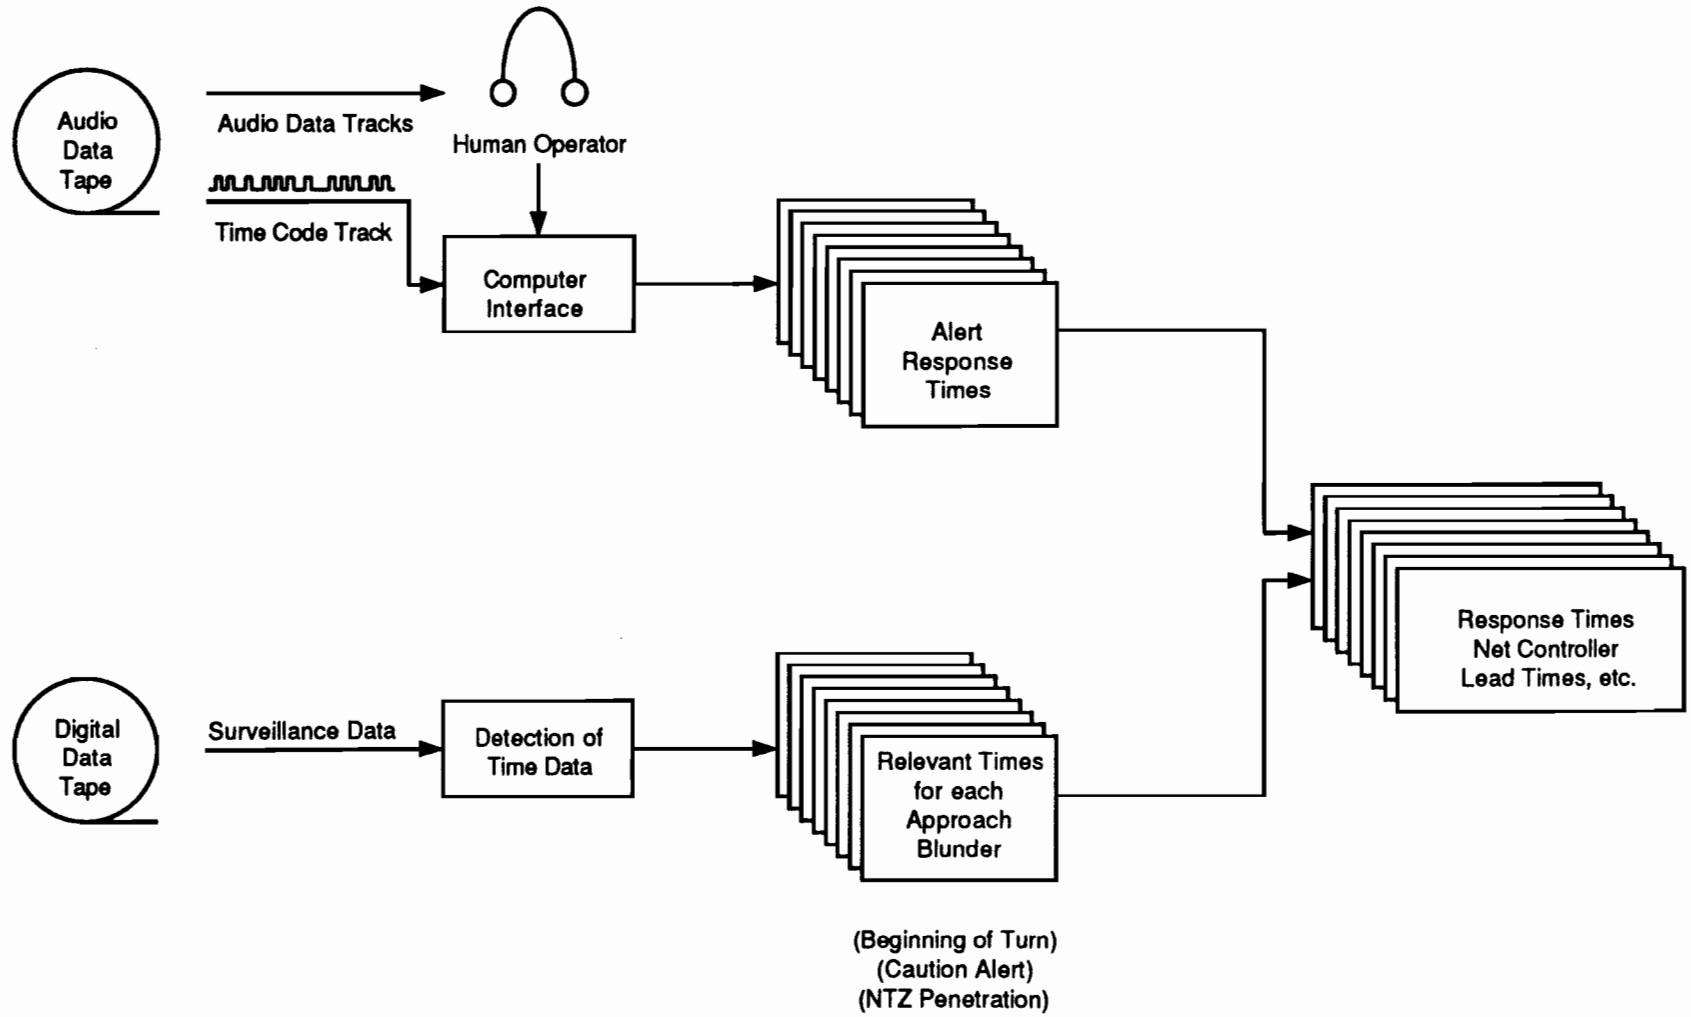 Audio
Data
Tape
Audio Data Tracks
Human Operator
Time Code Track
Computer
Interface
Alert
Response
Times
Response Times
Net Controller
Lead Times, etc.
Digital
Data
Tape
Surveillance Data
Detection of
Time Data
Relevant Times
for each
Approach
Blunder
(Beginning of Turn)
(Caution Alert)
(NTZ Penetration)